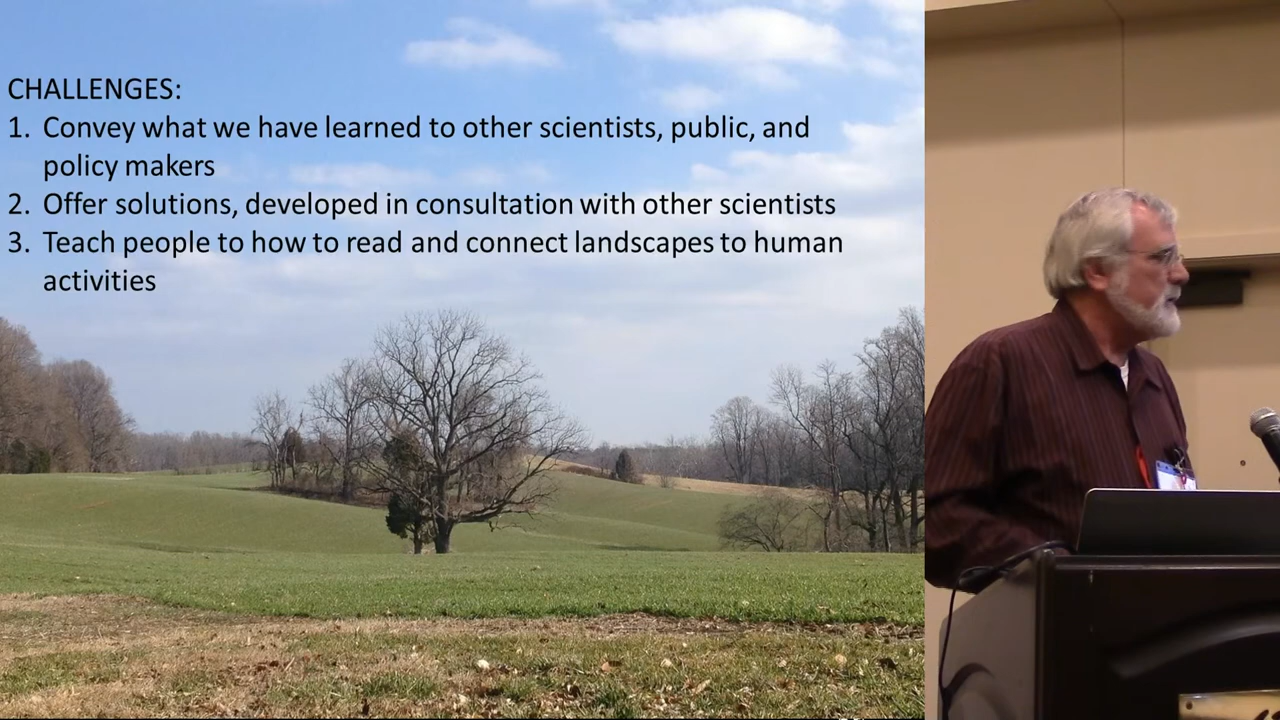 CHALLENGES:
1. Convey what we have learned to other scientists, public, and
policy makers
2. Offer solutions, developed in consultation with other scientists
3. Teach people to how to read and connect landscapes to human
activities